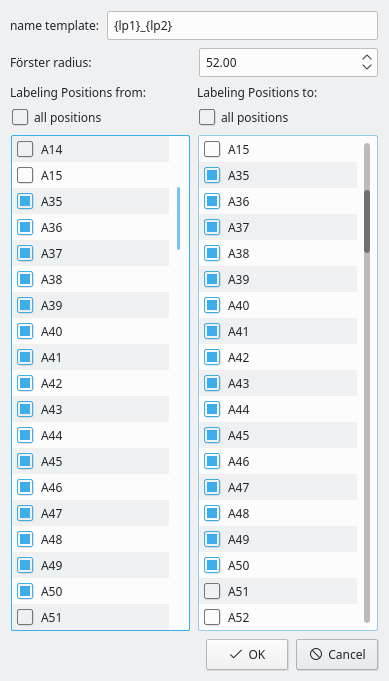 name template: {lp1}_{lp2}
Förster radius: 52.00
Labeling Positions from: Labeling Positions to:
all positions all positions
A14 A15
A15 A35
A35 A36
A36 A37
A37 A38
A38 A39
A39 A40
A40 A41
A41 A42
A42 A43
A43 A44
A44 A45
A45 A46
A46 A47
A47 A48
A48 A49
A49 A50
A50 A51
A51 A52
OK Cancel